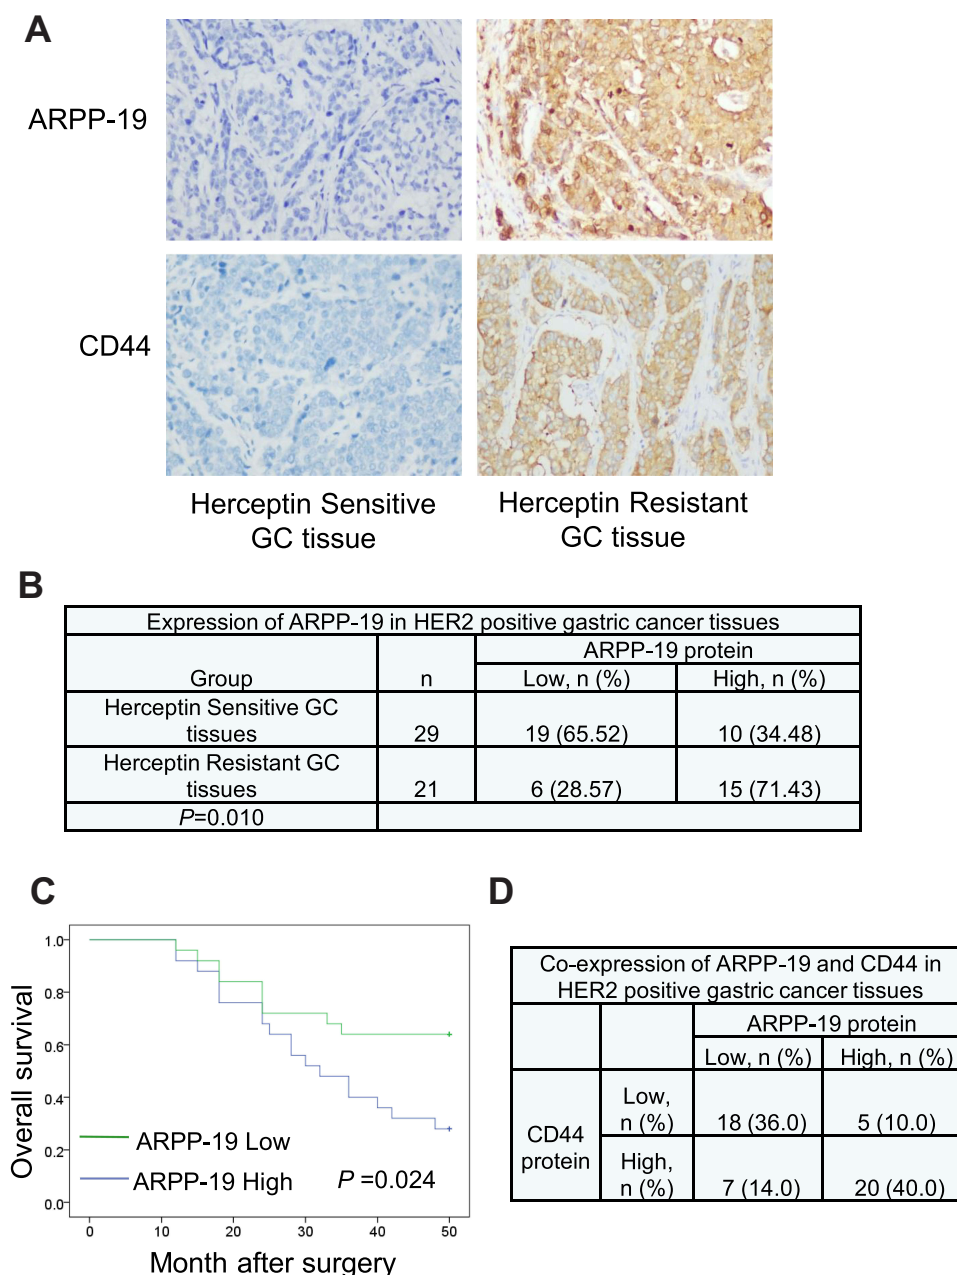 A
ARPP-19
CD44
Herceptin Sensitive
GC tissue
Herceptin Resistant
GC tissue
B
Expression of ARPP-19 in HER2 positive gastric cancer tissues
Group
n
ARPP-19 protein
Low, n (%)
High, n (%)
Herceptin Sensitive GC
tissues
29
19 (65.52)
10 (34.48)
Herceptin Resistant GC
tissues
21
6 (28.57)
15 (71.43)
P=0.010
C
Overall survival
1.0
0.8
0.6
0.4
0.2
0.0
ARPP-19 Low
ARPP-19 High
P =0.024
0 10 20 30 40 50
Month after surgery
D
Co-expression of ARPP-19 and CD44 in
HER2 positive gastric cancer tissues
ARPP-19 protein
Low, n (%)
High, n (%)
CD44
protein
Low,
n (%)
18 (36.0)
5 (10.0)
High,
n (%)
7 (14.0)
20 (40.0)